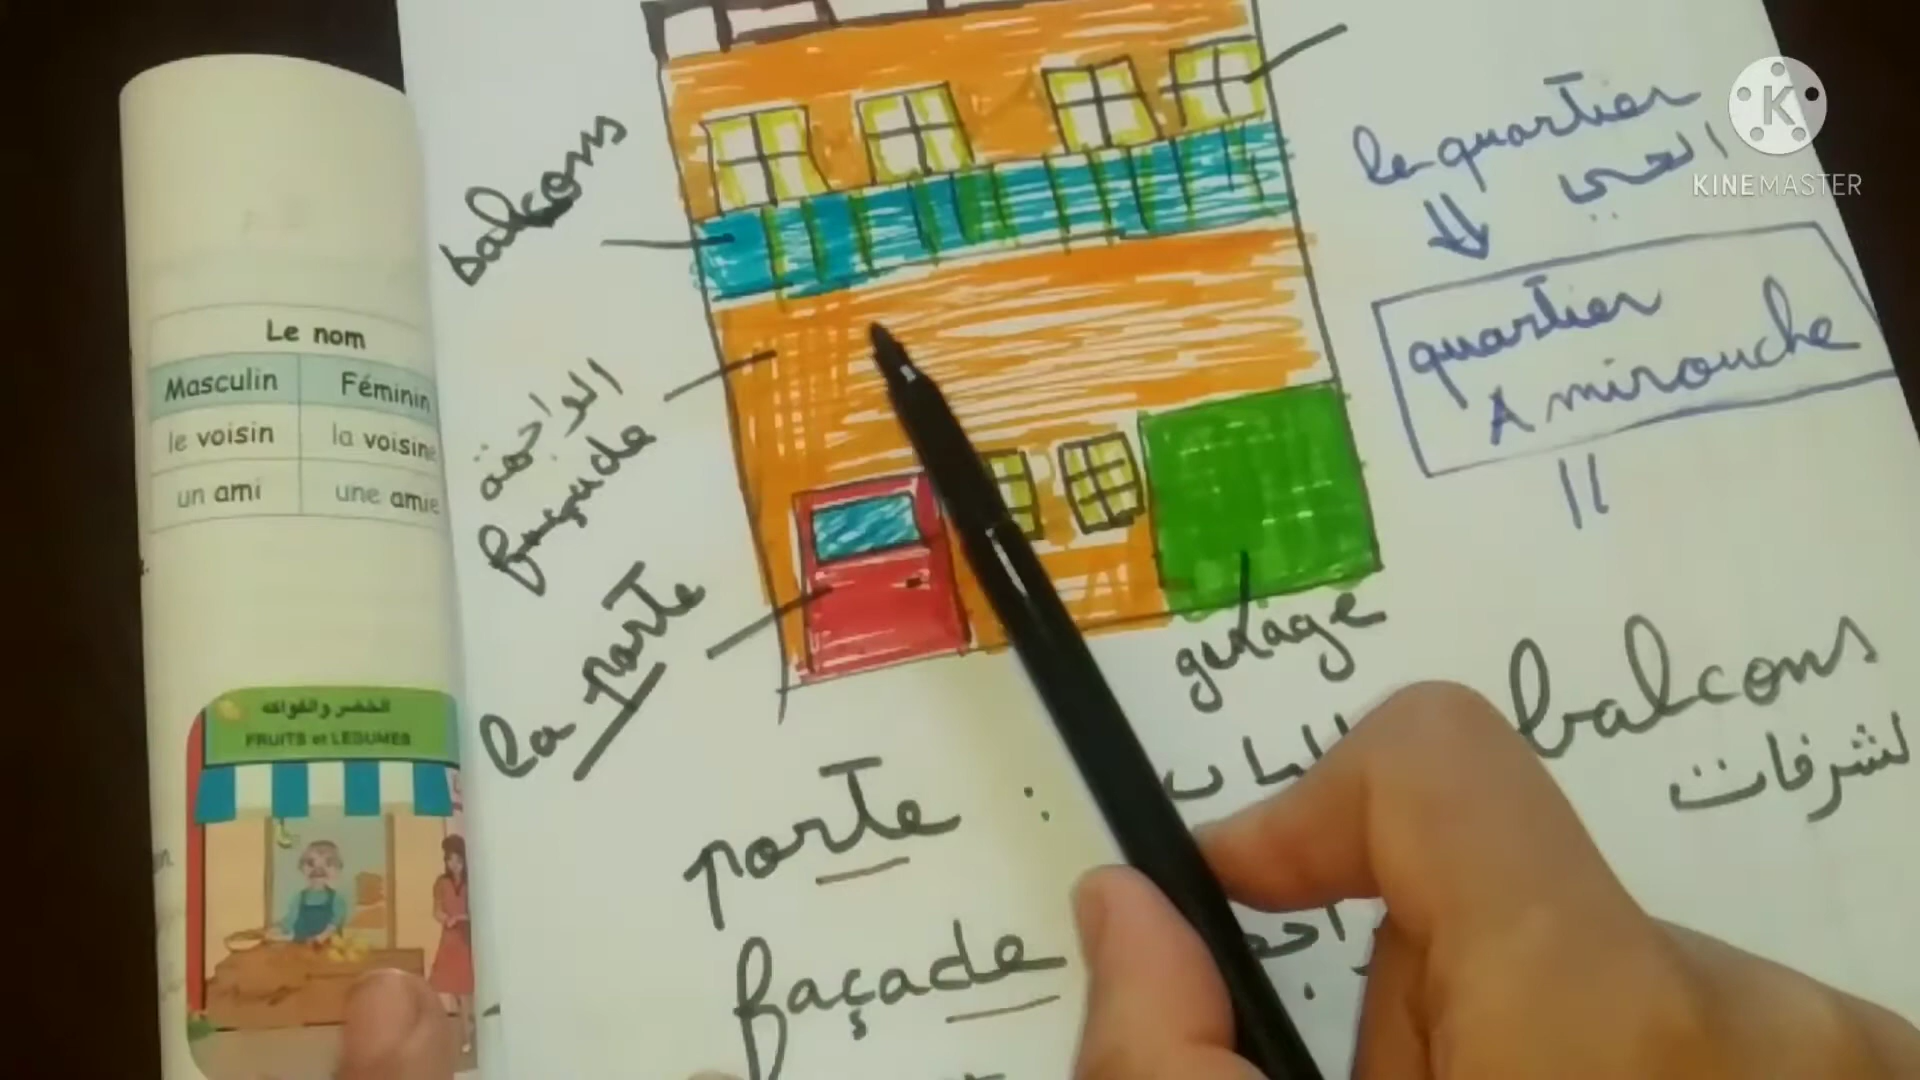 Le nom
Masculin Féminin
le voisin la voisine
un ami une amie
الخضر والفواكه
FRUITS et LEGUMES
balcons
الواجهة
façade
la porte
garage
le quartier
الحي
quartier
Amirouche
KINEMASTER
balcons
الشرفات
porte :
façade